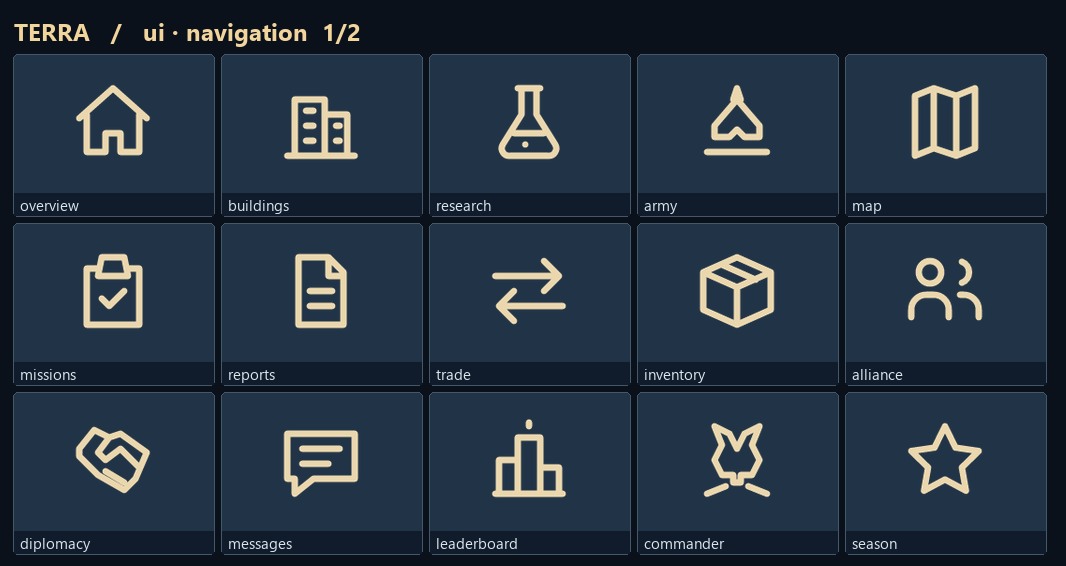 TERRA / ui · navigation 1/2
overview buildings research army map
missions reports trade inventory alliance
diplomacy messages leaderboard commander season